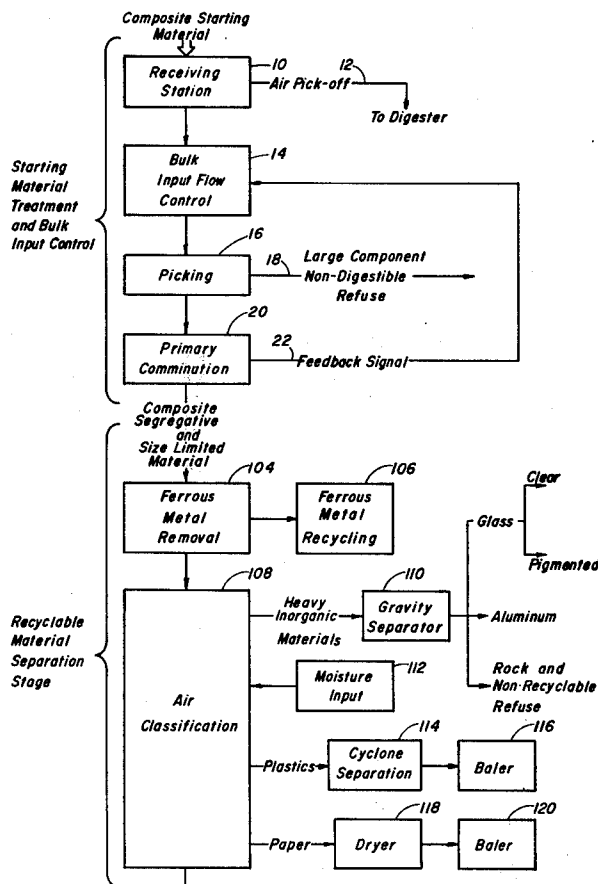 Composite Starting
Material
10
12
Receiving
Station
Air Pick-off
To Digester
Bulk
Input Flow
Control
14
Starting
Material
Treatment
and Bulk
Input Control
16
Picking
18
Large Component
Non-Digestible
Refuse
20
Primary
Comminution
22
Feedback Signal
Composite
Segregative
and
Size Limited
Material
104
Ferrous
Metal
Removal
106
Ferrous
Metal
Recycling
Clear
Glass
Pigmented
108
Recyclable
Material
Separation
Stage
Air
Classification
Heavy
Inorganic
Materials
110
Gravity
Separator
Aluminum
Rock and
Non-Recyclable
Refuse
Moisture
Input
112
Plastics
114
Cyclone
Separation
116
Baler
Paper
118
Dryer
120
Baler